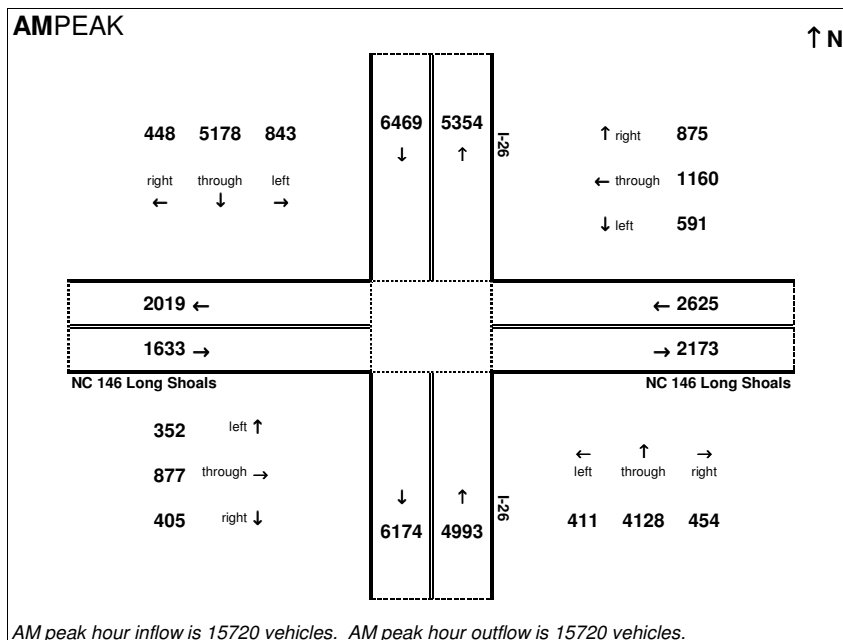 AMPEAK
↑ N
448 5178 843
right through left
← ↓ →
6469 5354
↓ ↑
I-26
↑ right 875
← through 1160
↓ left 591
2019 ←
← 2625
1633 →
→ 2173
NC 146 Long Shoals
NC 146 Long Shoals
352 left ↑
877 through →
405 right ↓
↓ ↑
6174 4993
I-26
← ↑ →
left through right
411 4128 454
AM peak hour inflow is 15720 vehicles. AM peak hour outflow is 15720 vehicles.